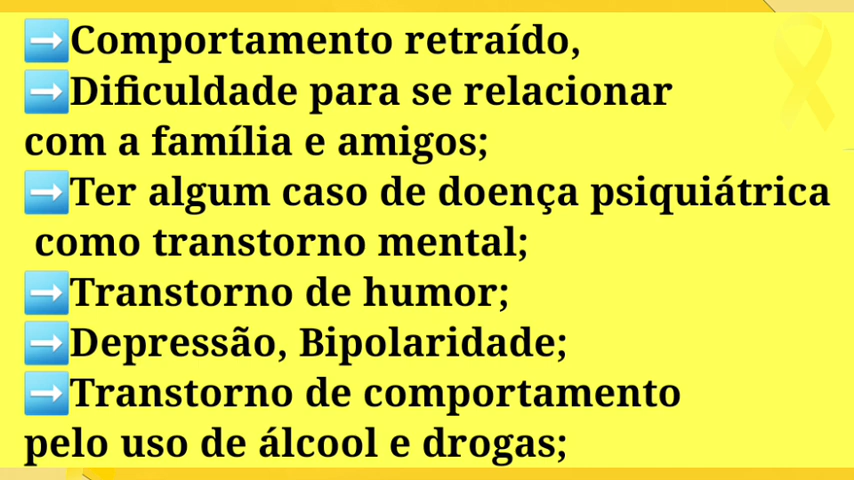 ➡Comportamento retraído,
➡Dificuldade para se relacionar
com a família e amigos;
➡Ter algum caso de doença psiquiátrica
como transtorno mental;
➡Transtorno de humor;
➡Depressão, Bipolaridade;
➡Transtorno de comportamento
pelo uso de álcool e drogas;